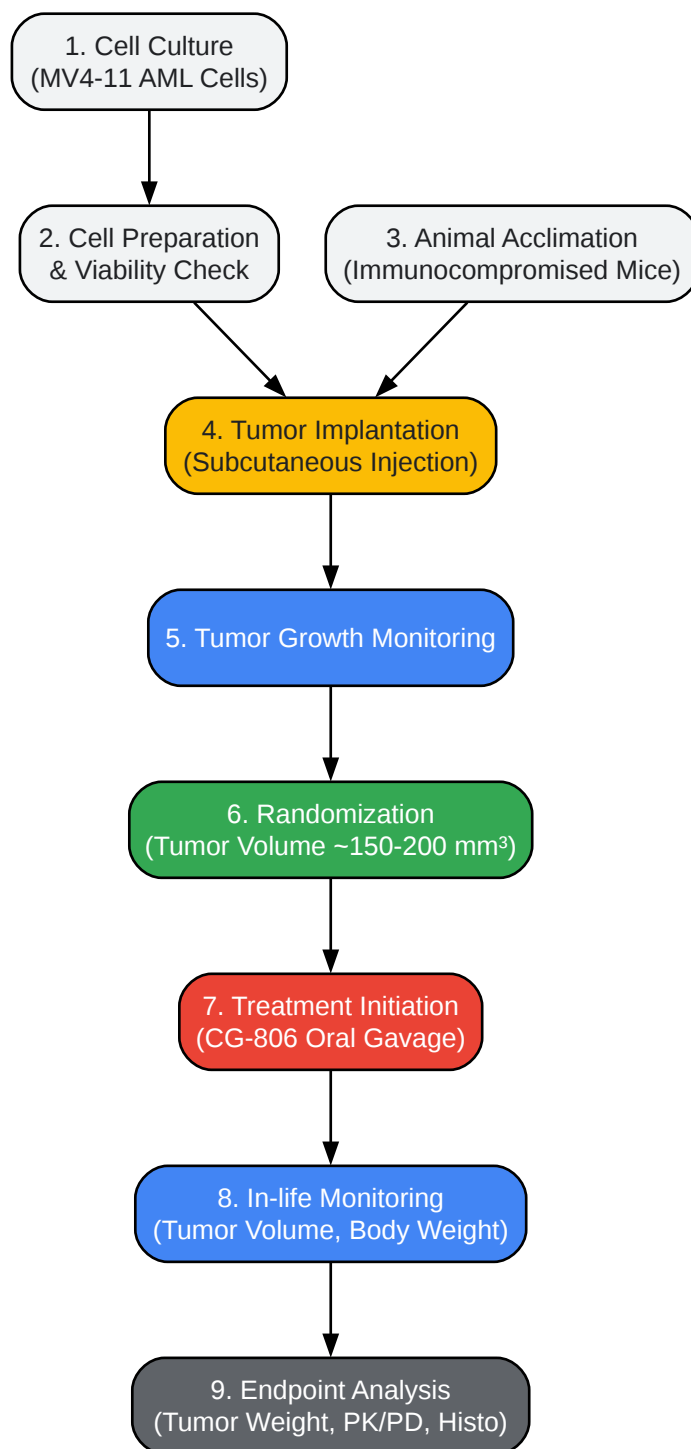 1. Cell Culture
(MV4-11 AML Cells)
2. Cell Preparation
& Viability Check
3. Animal Acclimation
(Immunocompromised Mice)
4. Tumor Implantation
(Subcutaneous Injection)
5. Tumor Growth Monitoring
6. Randomization
(Tumor Volume ~150-200 mm³)
7. Treatment Initiation
(CG-806 Oral Gavage)
8. In-life Monitoring
(Tumor Volume, Body Weight)
9. Endpoint Analysis
(Tumor Weight, PK/PD, Histo)